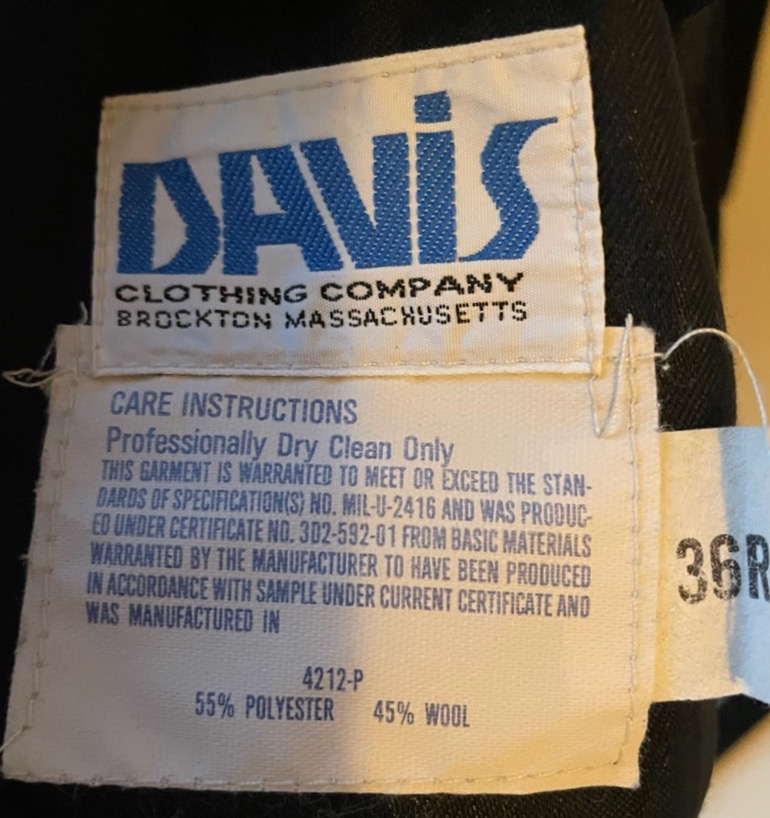 DAViS
CLOTHING COMPANY
BROCKTON MASSACHUSETTS
CARE INSTRUCTIONS
Professionally Dry Clean Only
THIS GARMENT IS WARRANTED TO MEET OR EXCEED THE STAN-
DARDS OF SPECIFICATION(S) NO. MIL-U-2416 AND WAS PRODUC-
ED UNDER CERTIFICATE NO. 302-592-01 FROM BASIC MATERIALS
WARRANTED BY THE MANUFACTURER TO HAVE BEEN PRODUCED
IN ACCORDANCE WITH SAMPLE UNDER CURRENT CERTIFICATE AND
WAS MANUFACTURED IN
36R
4212-P
55% POLYESTER 45% WOOL